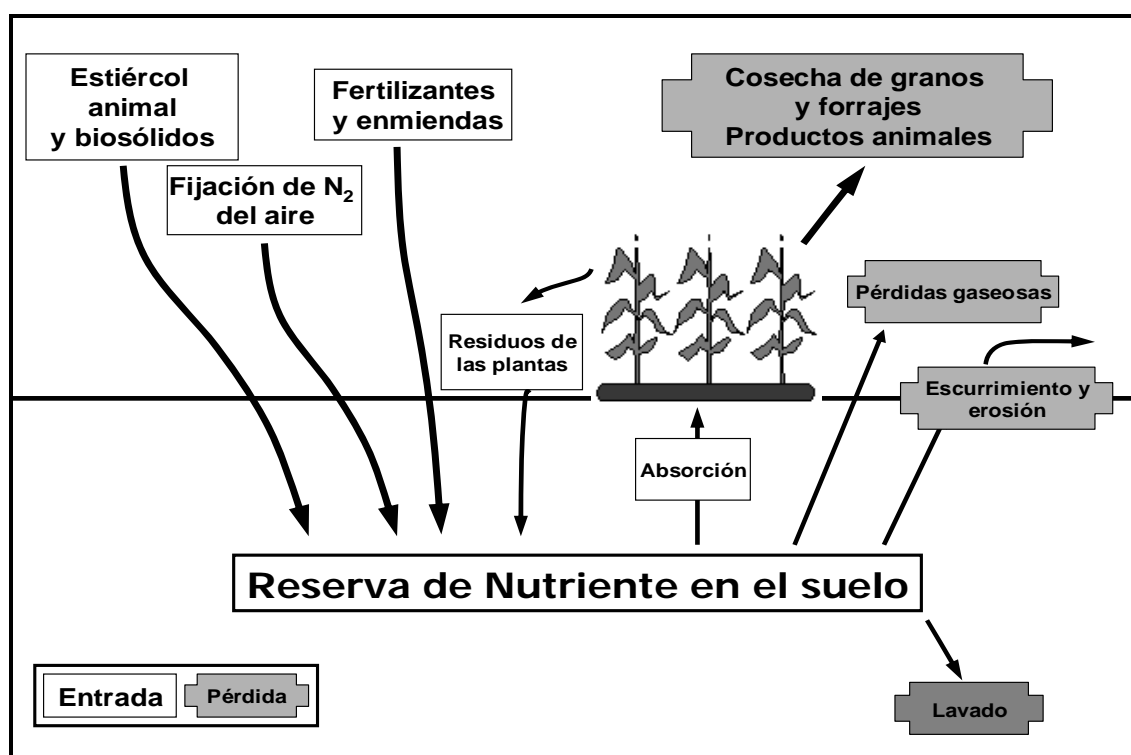 Estiércol
animal
y biosólidos
Fertilizantes
y enmiendas
Cosecha de granos
y forrajes
Productos animales
Fijación de N₂
del aire
Pérdidas gaseosas
Residuos de
las plantas
Escurrimiento y
erosión
Absorción
Reserva de Nutriente en el suelo
Entrada
Pérdida
Lavado